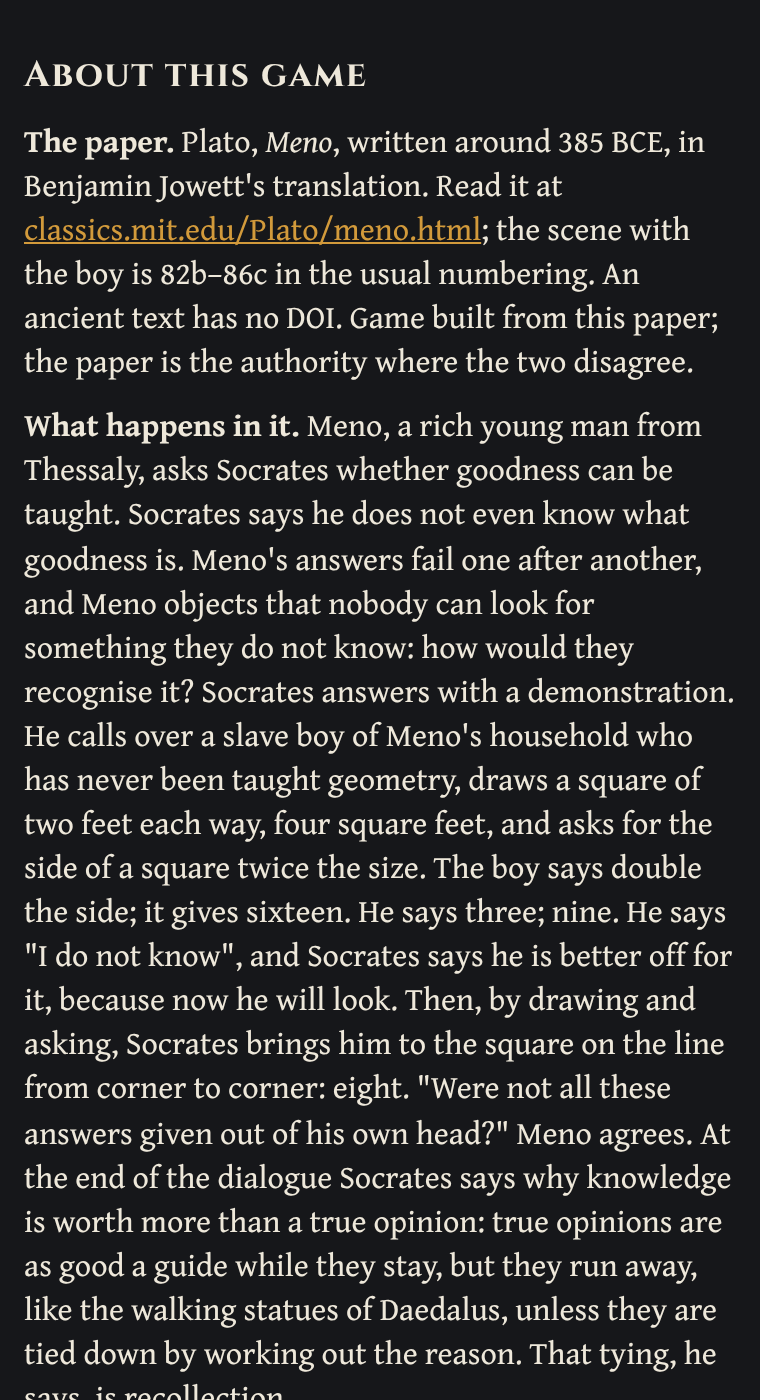 ABOUT THIS GAME
The paper. Plato, Meno, written around 385 BCE, in
Benjamin Jowett's translation. Read it at
classics.mit.edu/Plato/meno.html; the scene with
the boy is 82b–86c in the usual numbering. An
ancient text has no DOI. Game built from this paper;
the paper is the authority where the two disagree.
What happens in it. Meno, a rich young man from
Thessaly, asks Socrates whether goodness can be
taught. Socrates says he does not even know what
goodness is. Meno's answers fail one after another,
and Meno objects that nobody can look for
something they do not know: how would they
recognise it? Socrates answers with a demonstration.
He calls over a slave boy of Meno's household who
has never been taught geometry, draws a square of
two feet each way, four square feet, and asks for the
side of a square twice the size. The boy says double
the side; it gives sixteen. He says three; nine. He says
"I do not know", and Socrates says he is better off for
it, because now he will look. Then, by drawing and
asking, Socrates brings him to the square on the line
from corner to corner: eight. "Were not all these
answers given out of his own head?" Meno agrees. At
the end of the dialogue Socrates says why knowledge
is worth more than a true opinion: true opinions are
as good a guide while they stay, but they run away,
like the walking statues of Daedalus, unless they are
tied down by working out the reason. That tying, he
says, is recollection.